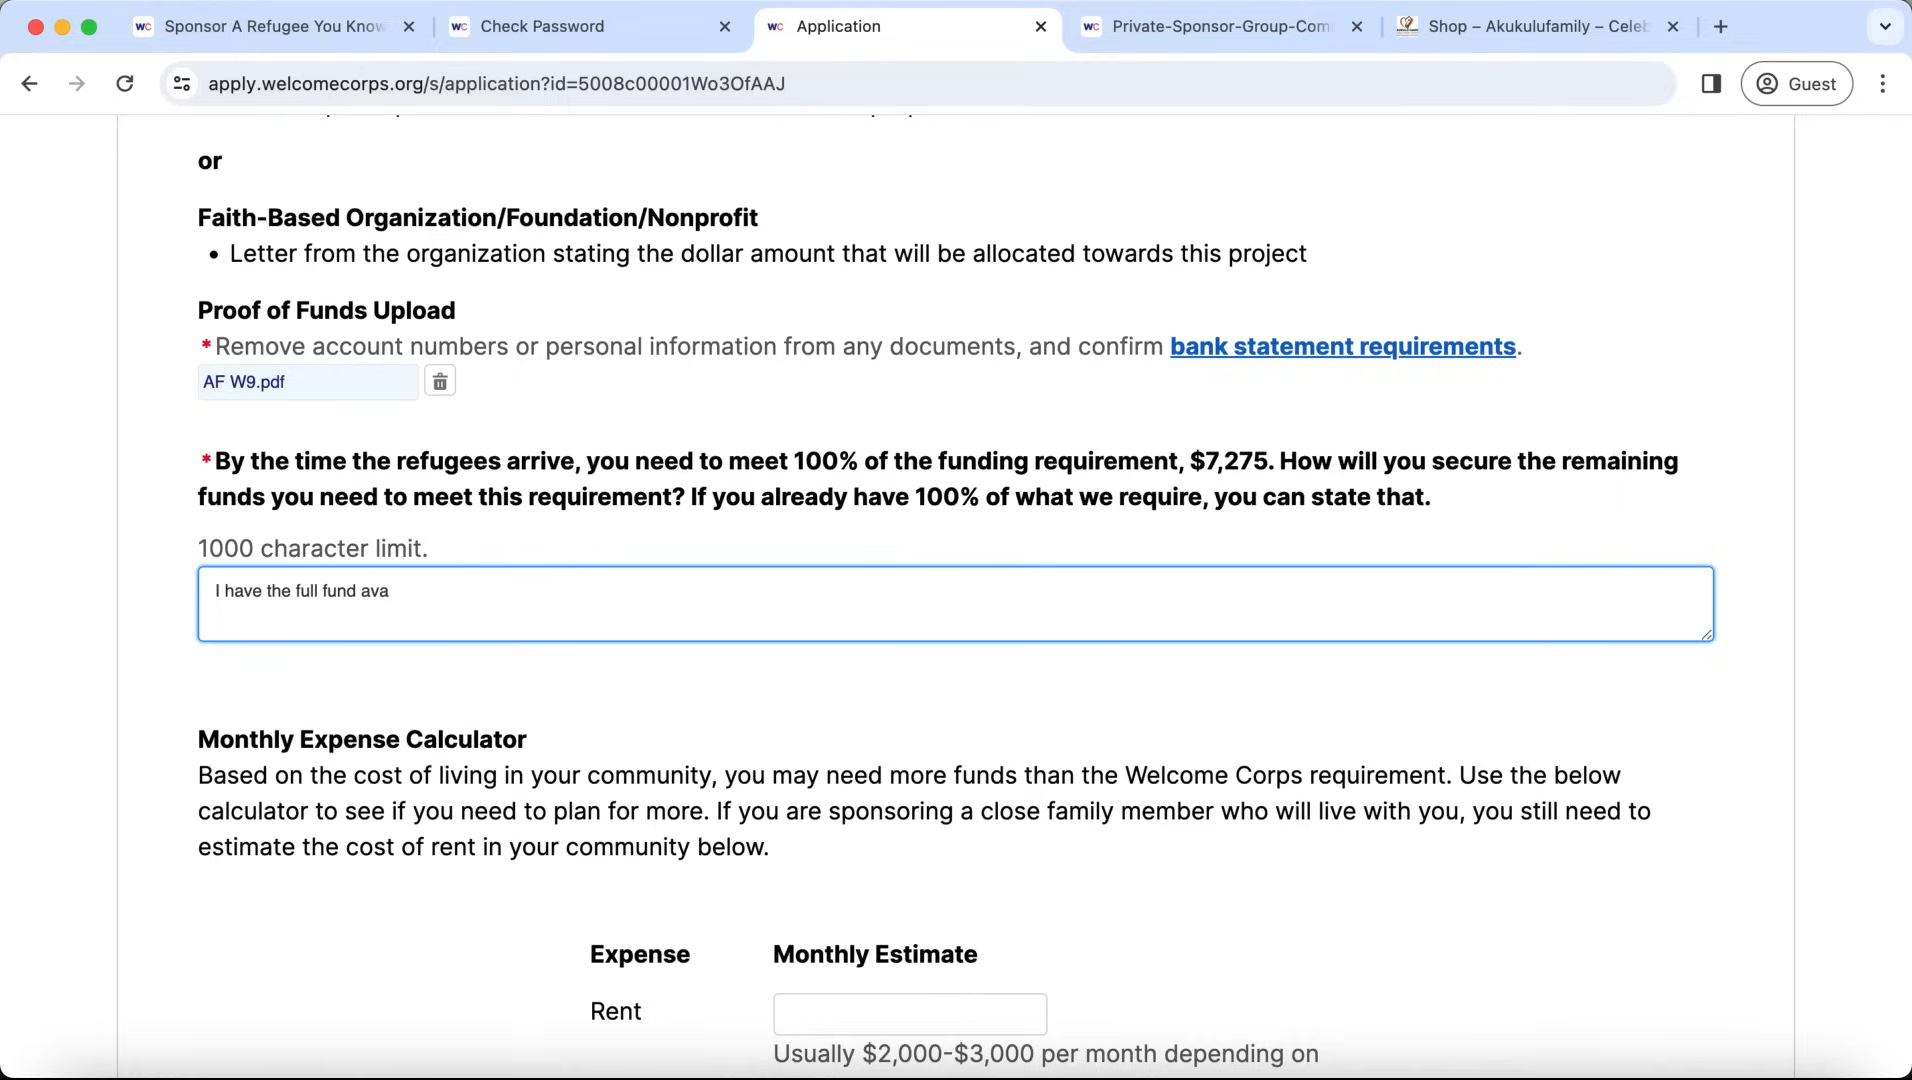 Sponsor A Refugee You Know
Check Password
Application
Private-Sponsor-Group-Com
Shop – Akukulufamily – Celeb
apply.welcomecorps.org/s/application?id=5008c00001Wo3OfAAJ
Guest
or
Faith-Based Organization/Foundation/Nonprofit
• Letter from the organization stating the dollar amount that will be allocated towards this project
Proof of Funds Upload
*Remove account numbers or personal information from any documents, and confirm bank statement requirements.
AF W9.pdf
*By the time the refugees arrive, you need to meet 100% of the funding requirement, $7,275. How will you secure the remaining
funds you need to meet this requirement? If you already have 100% of what we require, you can state that.
1000 character limit.
I have the full fund ava
Monthly Expense Calculator
Based on the cost of living in your community, you may need more funds than the Welcome Corps requirement. Use the below
calculator to see if you need to plan for more. If you are sponsoring a close family member who will live with you, you still need to
estimate the cost of rent in your community below.
Expense Monthly Estimate
Rent
Usually $2,000-$3,000 per month depending on